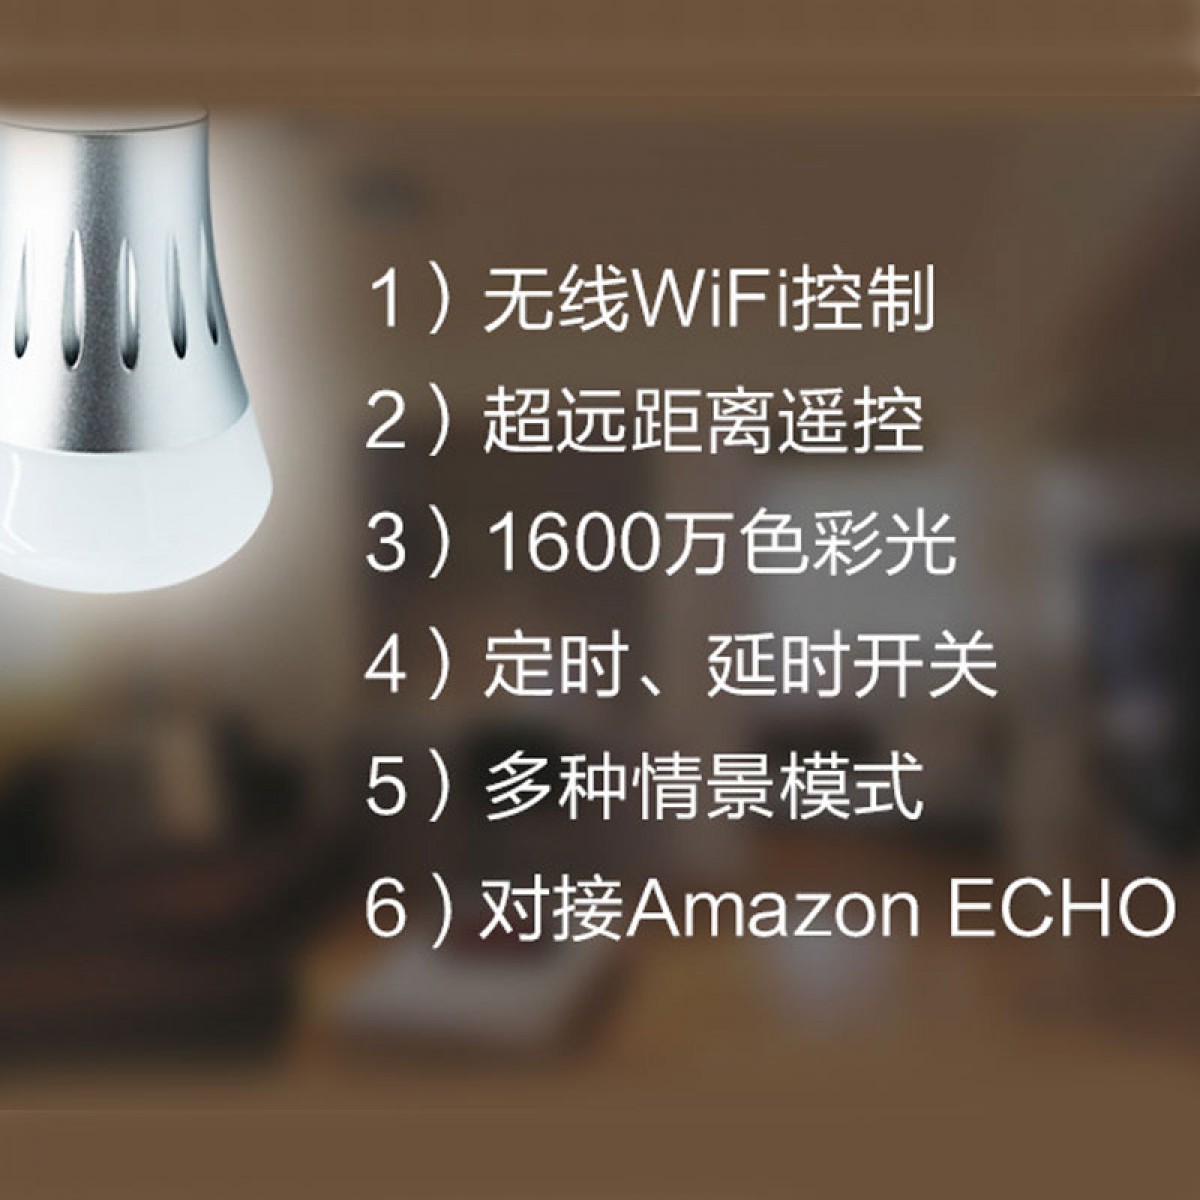 1）无线WiFi控制
2）超远距离遥控
3）1600万色彩光
4）定时、延时开关
5）多种情景模式
6）对接Amazon ECHO